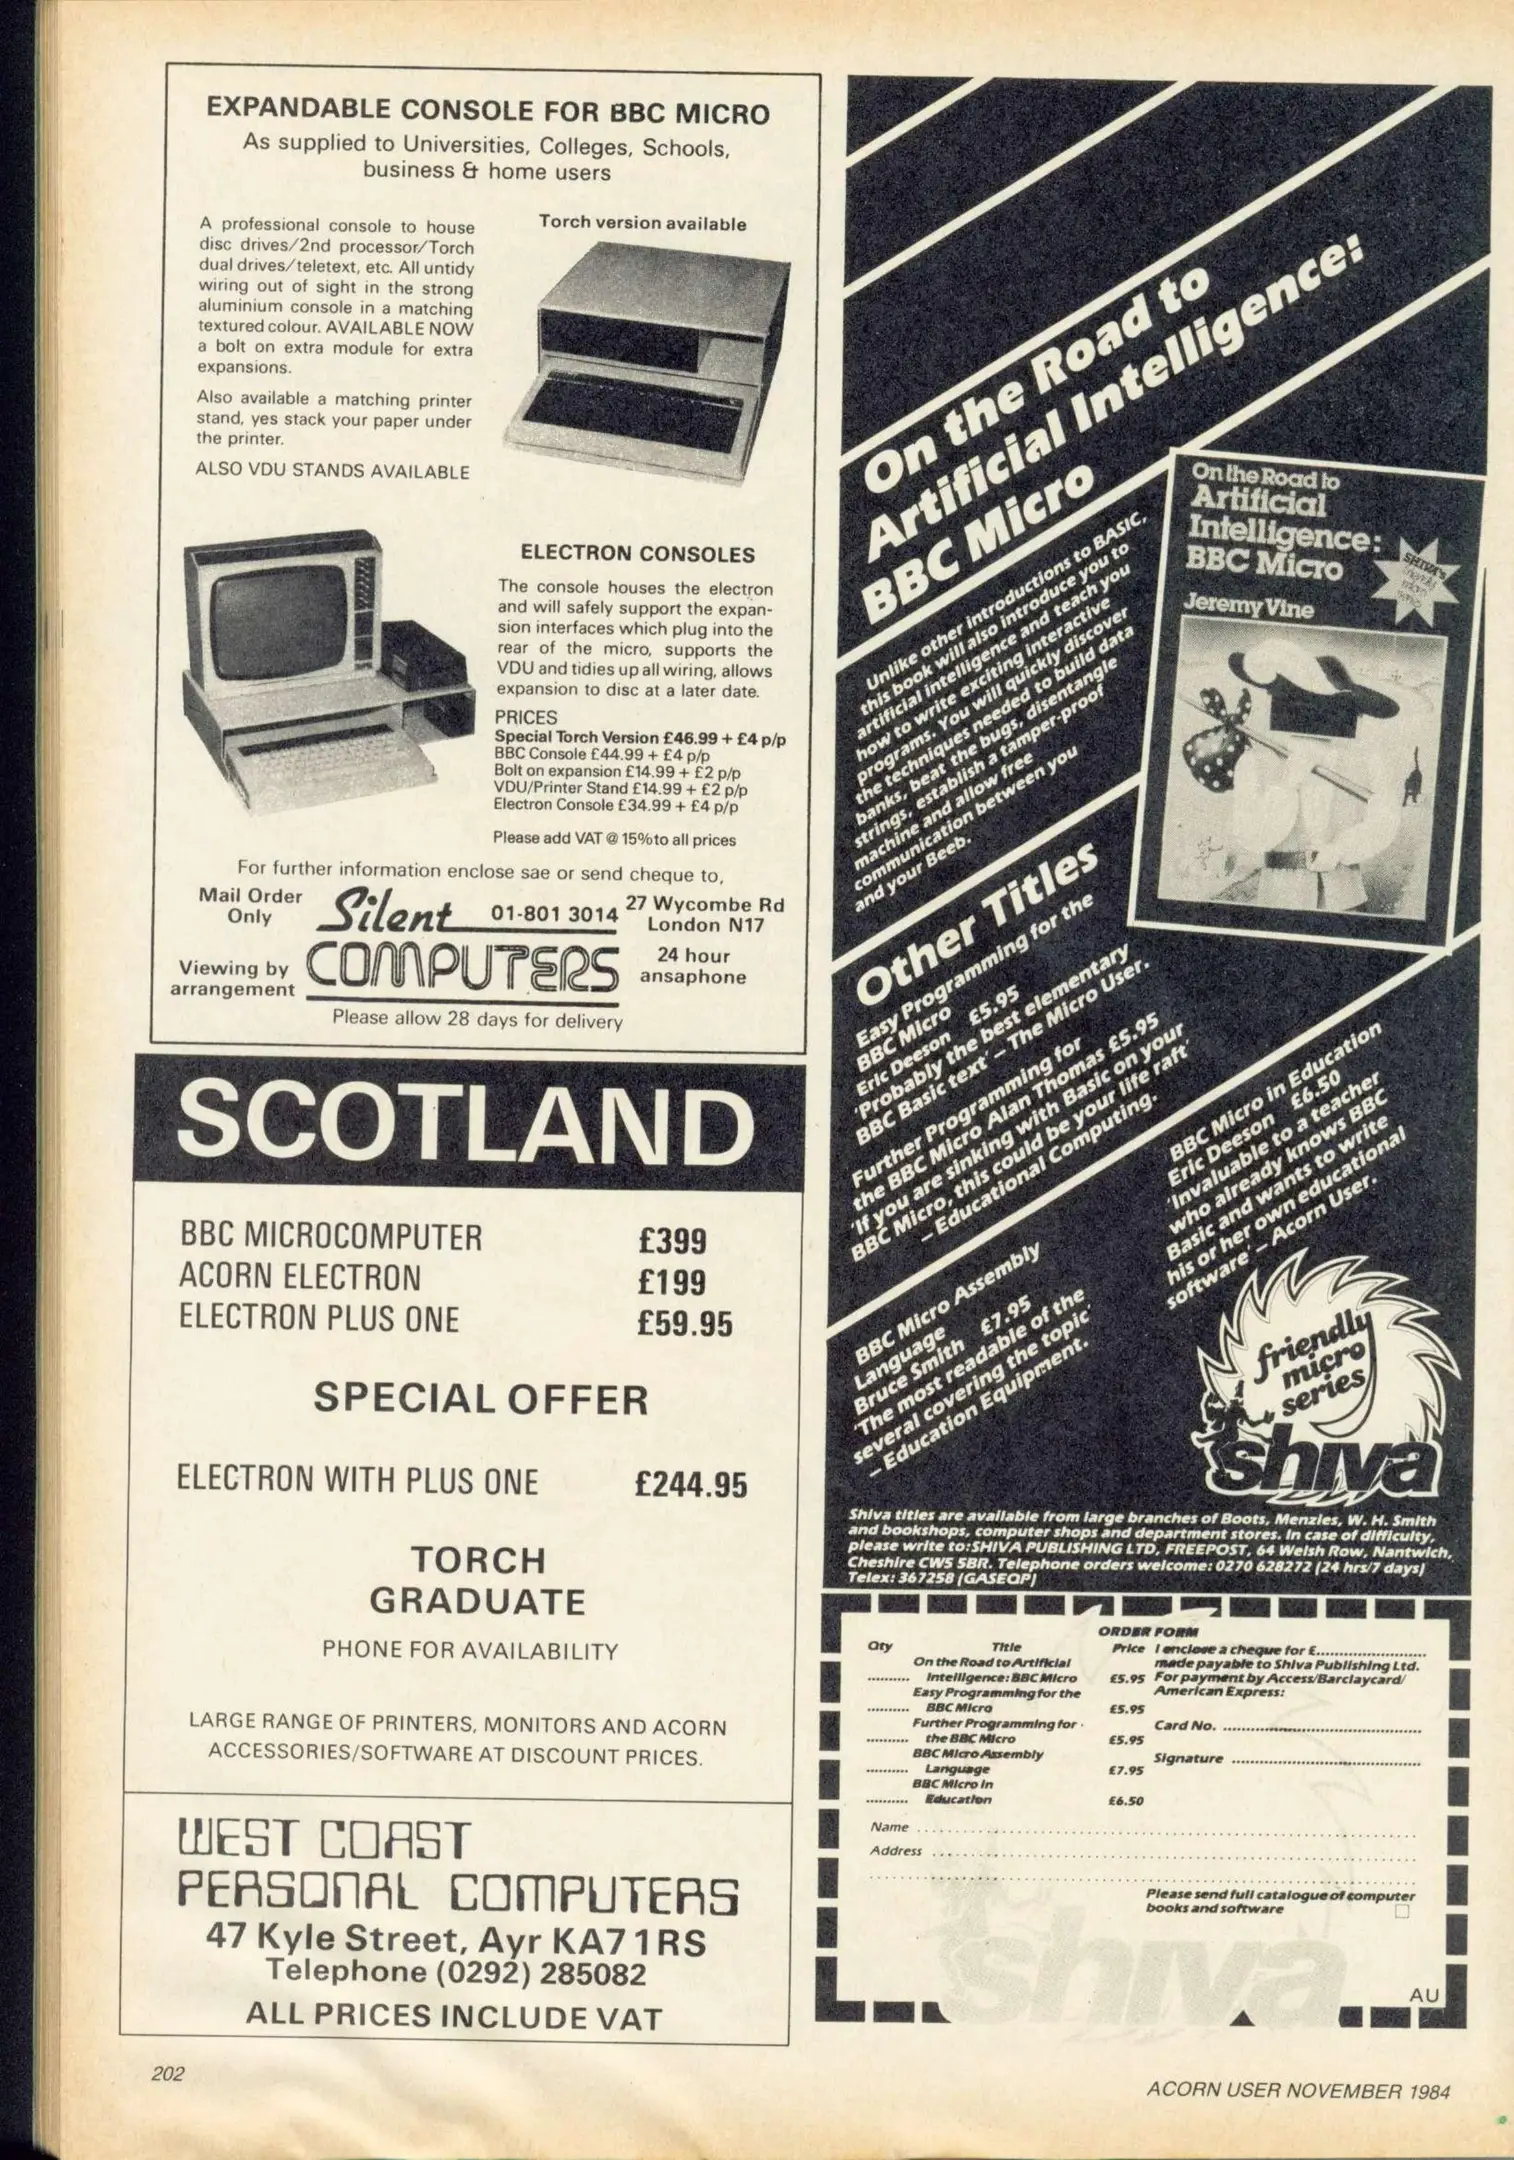 EXPANDABLE CONSOLE FOR BBC MICRO
As supplied to Universities, Colleges, Schools,
business & home users
A professional console to house
disc drives/2nd processor/Torch
dual drives/teletext, etc. All untidy
wiring out of sight in the strong
aluminium console in a matching
textured colour. AVAILABLE NOW
a bolt on extra module for extra
expansions.
Also available a matching printer
stand, yes stack your paper under
the printer.
ALSO VDU STANDS AVAILABLE
Torch version available
ELECTRON CONSOLES
The console houses the electron
and will safely support the expan-
sion interfaces which plug into the
rear of the micro, supports the
VDU and tidies up all wiring, allows
expansion to disc at a later date.
PRICES
Special Torch Version £46.99 + £4 p/p
BBC Console £44.99 + £4 p/p
Bolt on expansion £14.99 + £2 p/p
VDU/Printer Stand £14.99 + £2 p/p
Electron Console £34.99 + £4 p/p
Please add VAT @ 15% to all prices
For further information enclose sae or send cheque to,
Mail Order
Only
Silent
COMPUTERS
01-801 3014
27 Wycombe Rd
London N17
Viewing by
arrangement
24 hour
ansaphone
Please allow 28 days for delivery
SCOTLAND
BBC MICROCOMPUTER £399
ACORN ELECTRON £199
ELECTRON PLUS ONE £59.95
SPECIAL OFFER
ELECTRON WITH PLUS ONE £244.95
TORCH
GRADUATE
PHONE FOR AVAILABILITY
LARGE RANGE OF PRINTERS, MONITORS AND ACORN
ACCESSORIES/SOFTWARE AT DISCOUNT PRICES.
WEST COAST
PERSONAL COMPUTERS
47 Kyle Street, Ayr KA7 1RS
Telephone (0292) 285082
ALL PRICES INCLUDE VAT
On the Road to
Artificial Intelligence:
BBC Micro
Unlike other introductions to BASIC,
this book will also introduce you to
artificial intelligence and teach you
how to write exciting interactive
programs. You will quickly discover
the techniques needed to build data
banks, beat the bugs, disentangle
strings, establish a tamper-proof
machine and allow free
communication between you
and your Beeb.
On the Road to
Artificial
Intelligence:
BBC Micro
Jeremy Vine
SHIVA'S
friendly
micro
series
Other Titles
Easy Programming for the
BBC Micro
Eric Deeson £5.95
'Probably the best elementary
BBC Basic text' – The Micro User.
Further Programming for
the BBC Micro Alan Thomas £5.95
'If you are sinking with Basic on your
BBC Micro, this could be your life raft'
– Educational Computing.
BBC Micro Assembly
Language
Bruce Smith £7.95
'The most readable of the
several covering the topic'
– Education Equipment.
BBC Micro in Education
Eric Deeson £6.50
'Invaluable to a teacher
who already knows BBC
Basic and wants to write
his or her own educational
software' – Acorn User.
friendly
micro
series
shiva
Shiva titles are available from large branches of Boots, Menzies, W. H. Smith
and bookshops, computer shops and department stores. In case of difficulty,
please write to: SHIVA PUBLISHING LTD, FREEPOST, 64 Welsh Row, Nantwich,
Cheshire CW5 5BR. Telephone orders welcome: 0270 628272 (24 hrs/7 days)
Telex: 367258 (GASEQP)
ORDER FORM
Qty Title Price
On the Road to Artificial
.......... Intelligence: BBC Micro £5.95
Easy Programming for the
.......... BBC Micro £5.95
Further Programming for
.......... the BBC Micro £5.95
BBC Micro Assembly
.......... Language £7.95
BBC Micro in
.......... Education £6.50
I enclose a cheque for £..........................
made payable to Shiva Publishing Ltd.
For payment by Access/Barclaycard/
American Express:
Card No. ..............................................
Signature ............................................
Name ..............................................
Address ..............................................
Please send full catalogue of computer
books and software
shiva
AU
202
ACORN USER NOVEMBER 1984